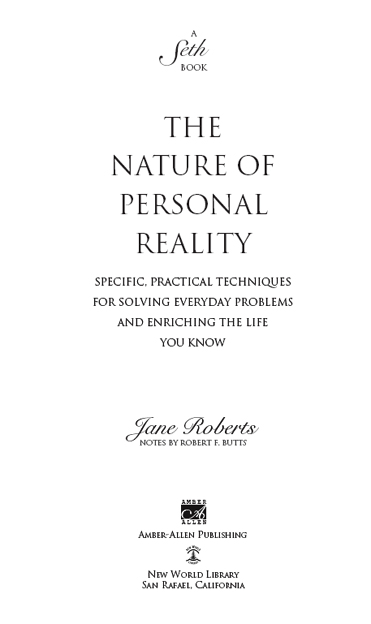 A
Seth
BOOK
THE
NATURE OF
PERSONAL
REALITY
SPECIFIC, PRACTICAL TECHNIQUES
FOR SOLVING EVERYDAY PROBLEMS
AND ENRICHING THE LIFE
YOU KNOW
Jane Roberts
NOTES BY ROBERT F. BUTTS
AMBER
A
ALLEN
AMBER-ALLEN PUBLISHING
NEW WORLD LIBRARY
SAN RAFAEL, CALIFORNIA